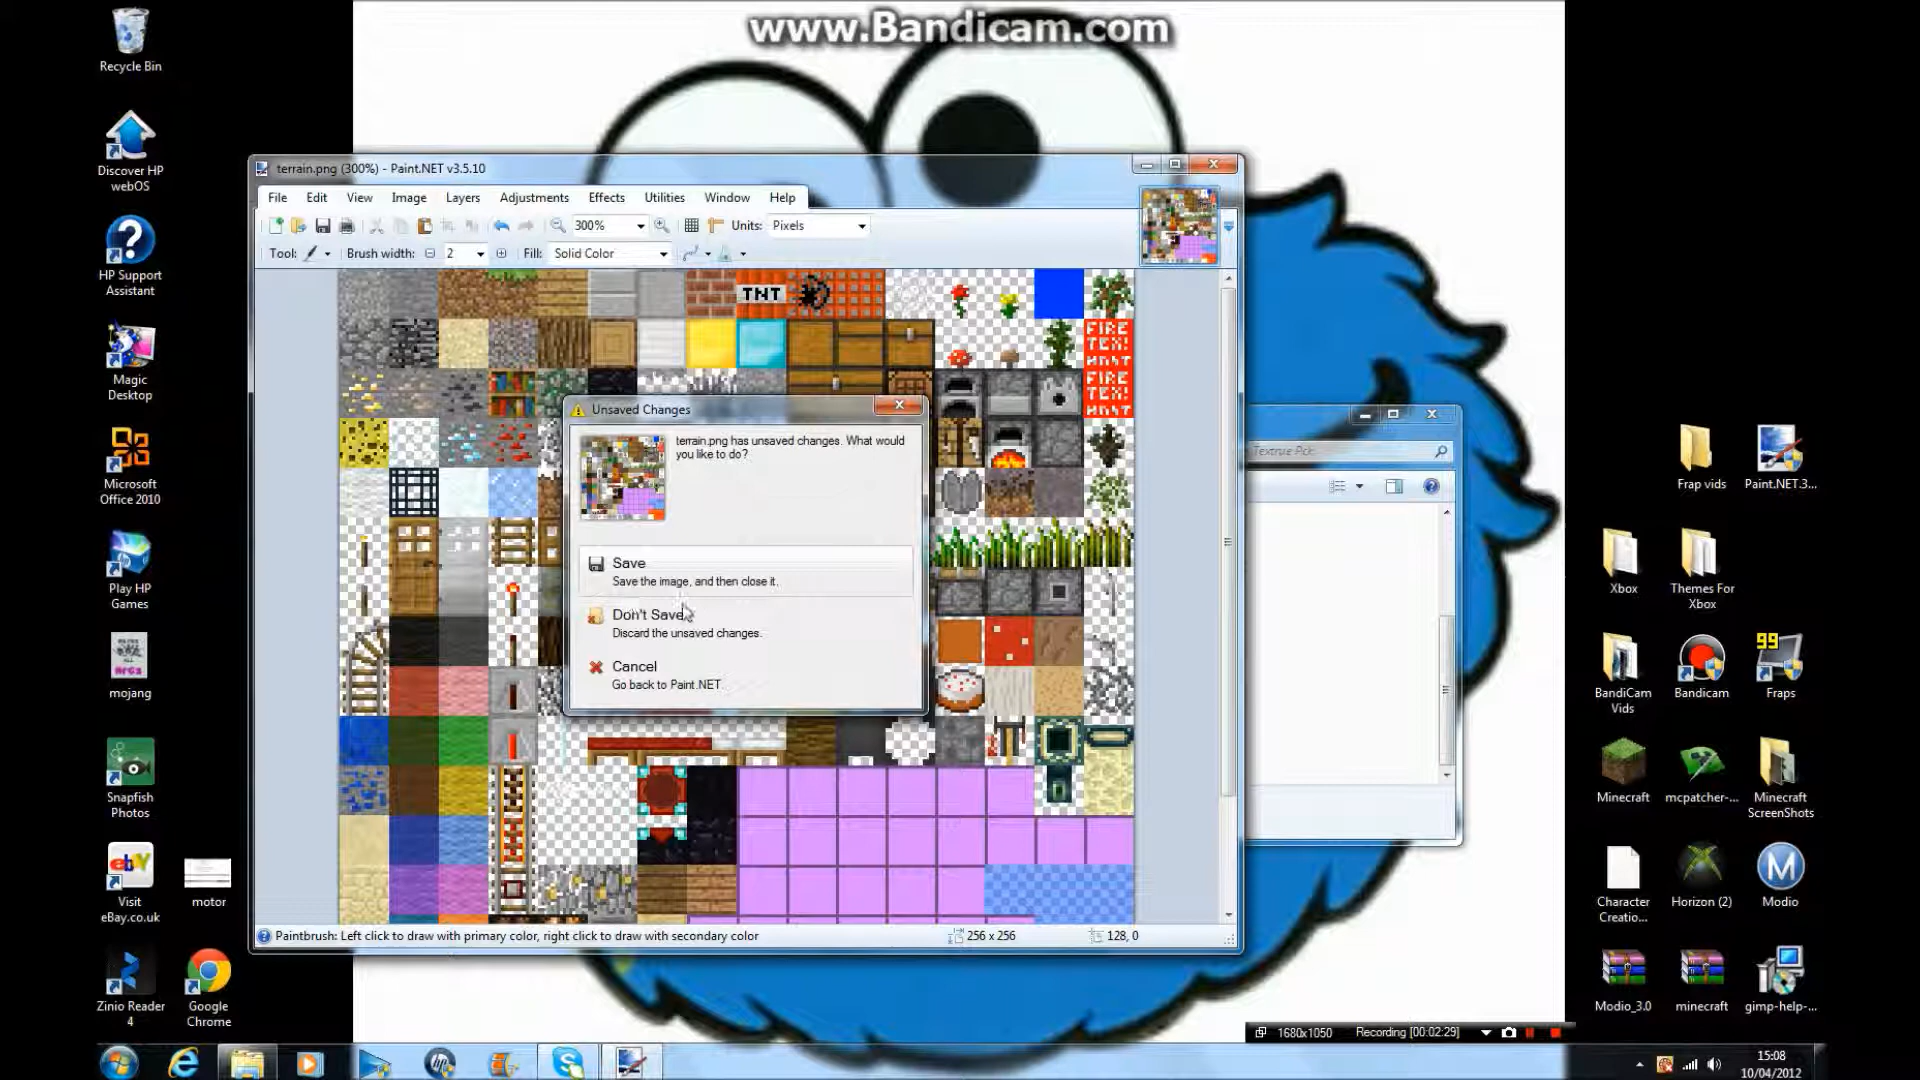 www.Bandicam.com
Recycle Bin
Discover HP
webOS
HP Support
Assistant
Magic
Desktop
Microsoft
Office 2010
Play HP
Games
mojang
Snapfish
Photos
Visit
eBay.co.uk
motor
Zinio Reader
4
Google
Chrome
terrain.png (300%) - Paint.NET v3.5.10
File Edit View Image Layers Adjustments Effects Utilities Window Help
300% Units: Pixels
Tool: Brush width: 2 Fill: Solid Color
TNT
FIRE
TEX!
FIRE
TEX!
Unsaved Changes
terrain.png has unsaved changes. What would
you like to do?
Save
Save the image, and then close it.
Don't Save
Discard the unsaved changes.
Cancel
Go back to Paint.NET.
Paintbrush: Left click to draw with primary color, right click to draw with secondary color
256 x 256
128, 0
Frap vids
Paint.NET.3...
Xbox
Themes For
Xbox
BandiCam
Vids
Bandicam
99
Fraps
Minecraft
mcpatcher-...
Minecraft
ScreenShots
Character
Creatio...
Horizon (2)
Modio
Modio_3.0
minecraft
gimp-help-...
1680x1050 Recording [00:02:29]
15:08
10/04/2012